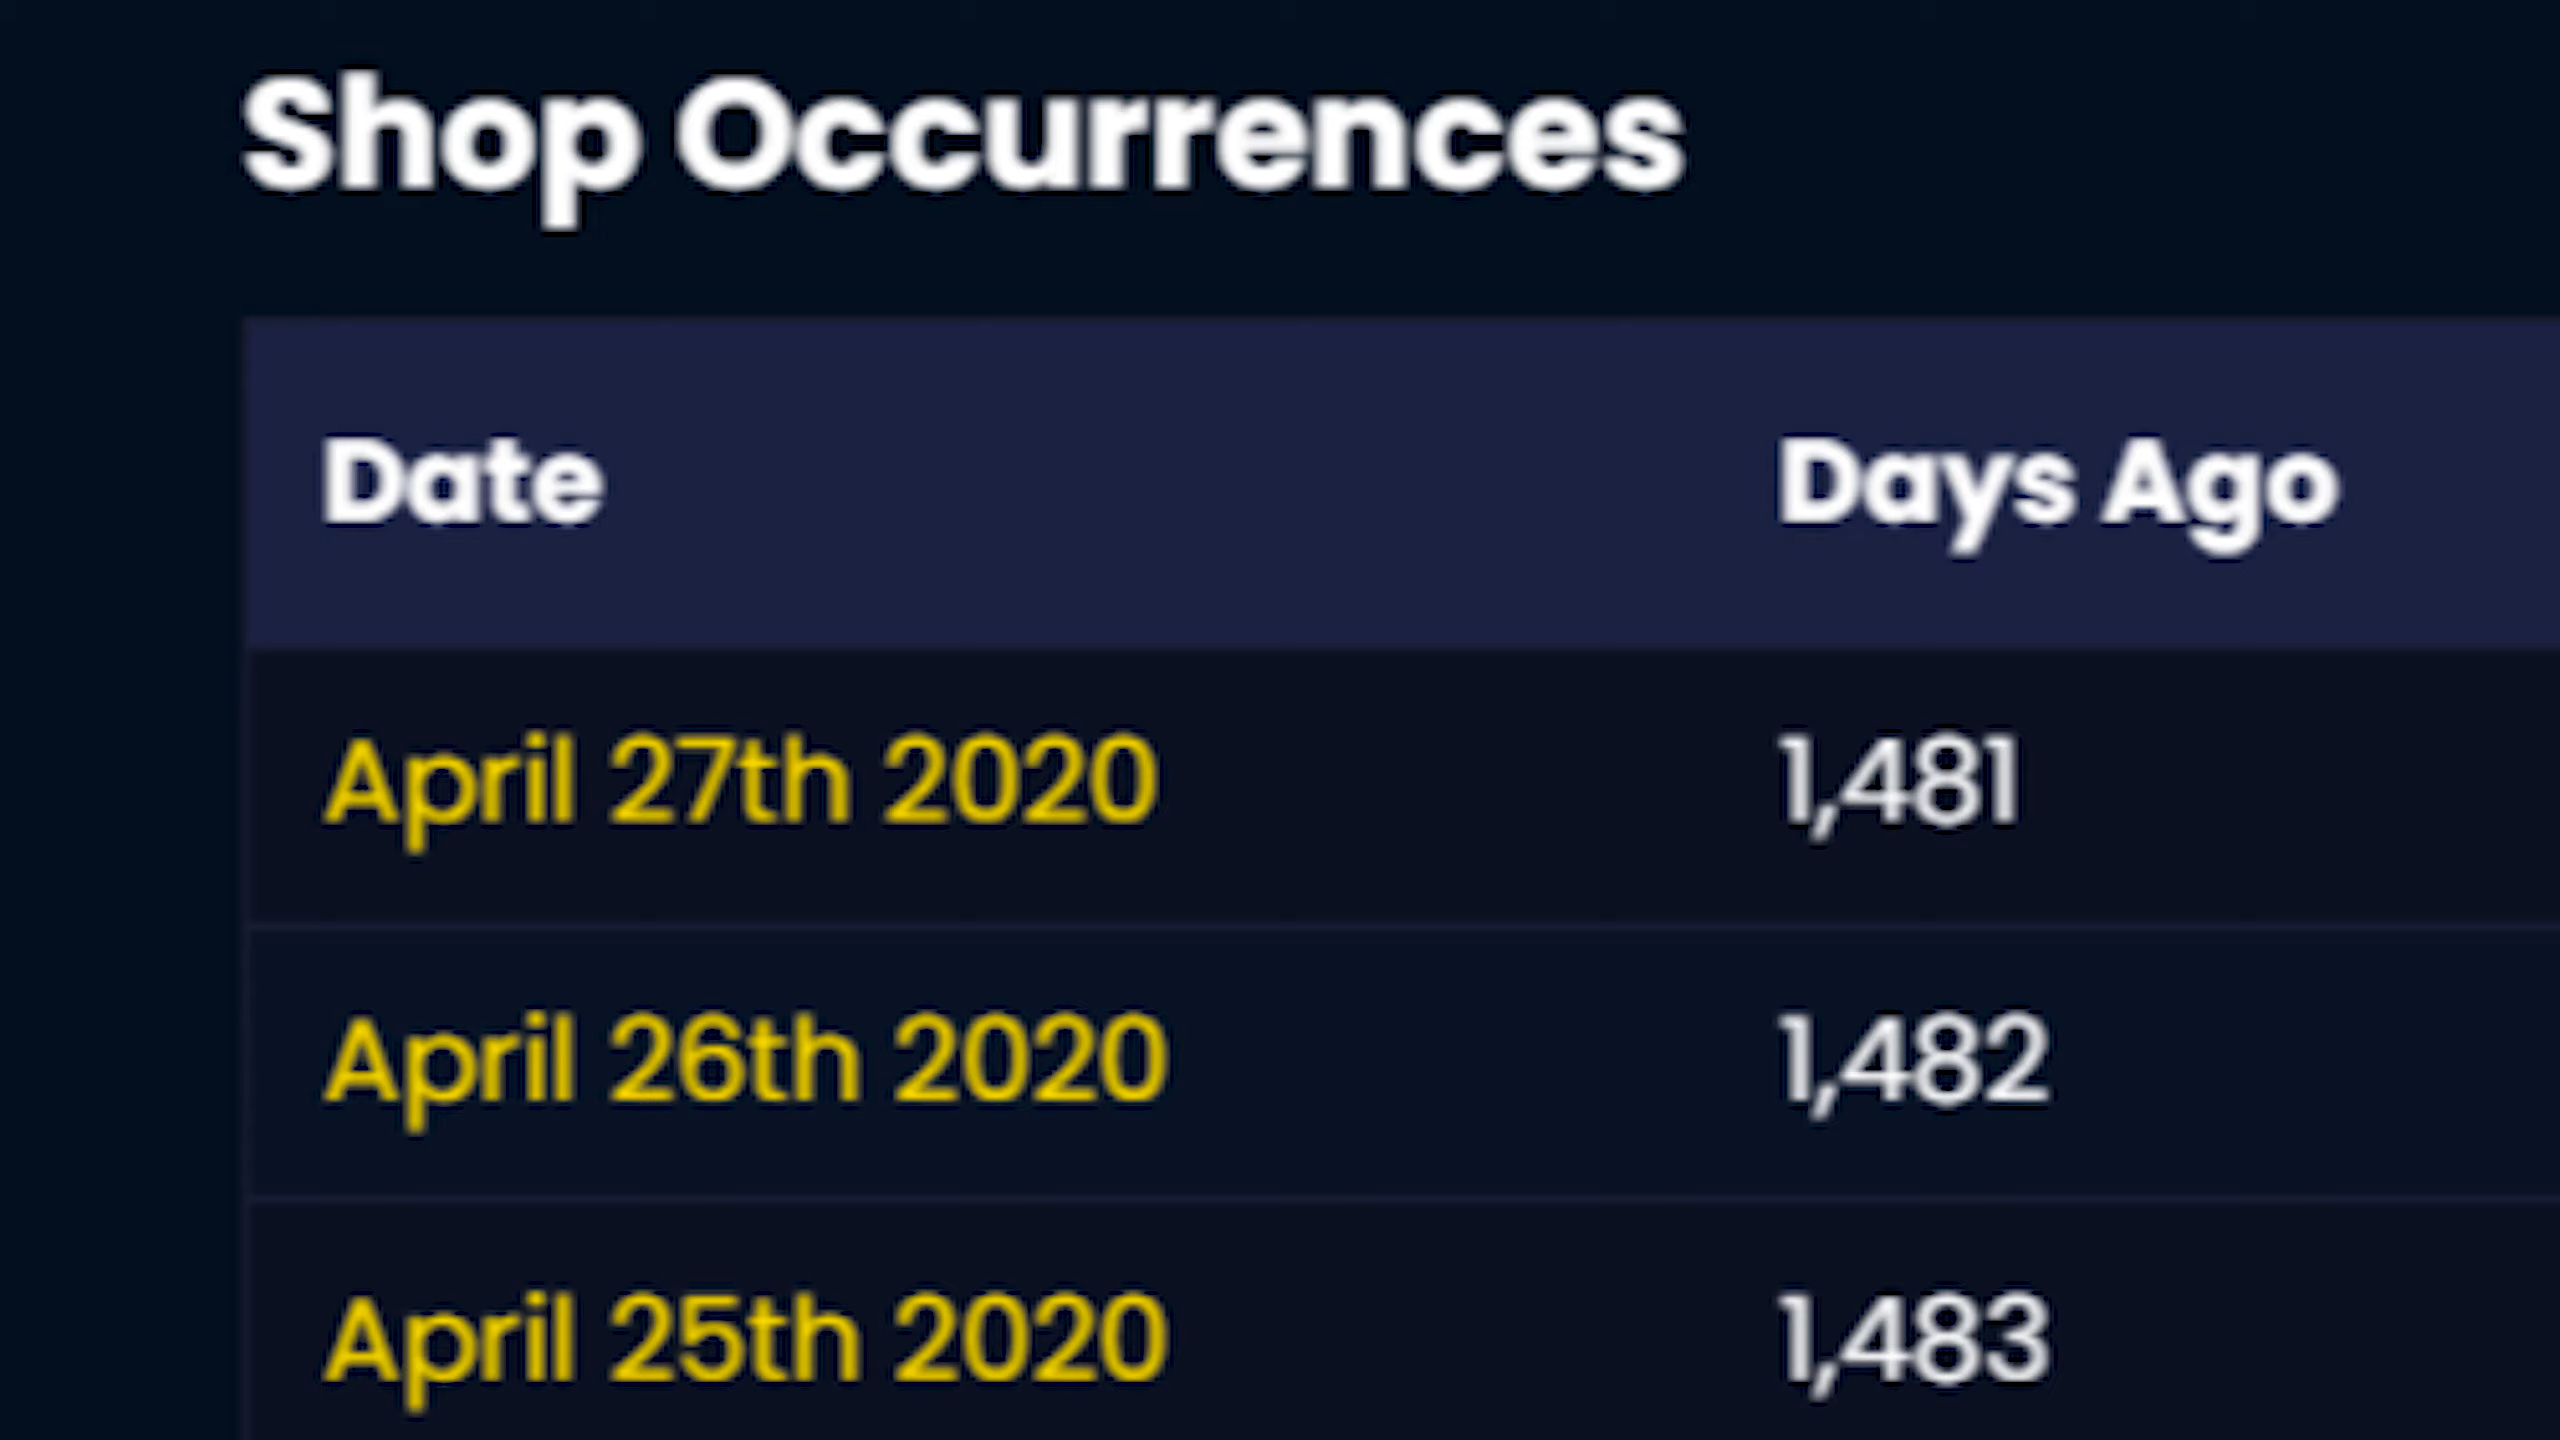 Shop Occurrences
Date Days Ago
April 27th 2020 1,481
April 26th 2020 1,482
April 25th 2020 1,483